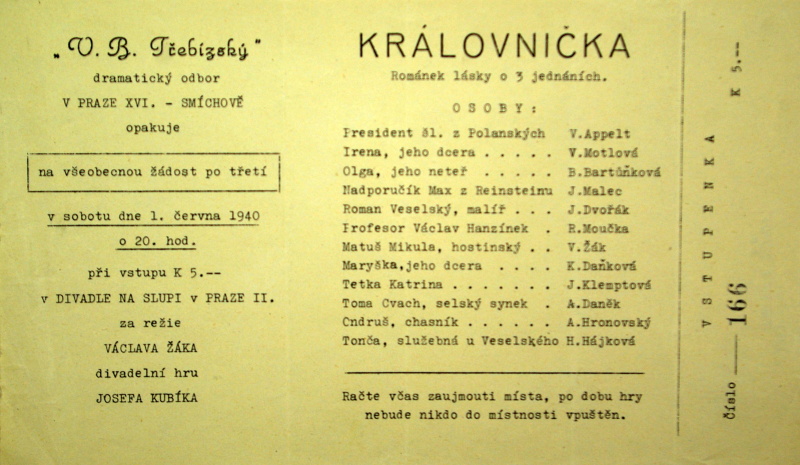 „V. B. Třebízský"
dramatický odbor
V PRAZE XVI. - SMÍCHOVĚ
opakuje
na všeobecnou žádost po třetí
v sobotu dne 1. června 1940
o 20. hod.
při vstupu K 5.--
v DIVADLE NA SLUPI v PRAZE II.
za režie
VÁCLAVA ŽÁKA
divadelní hru
JOSEFA KUBÍKA
KRÁLOVNIČKA
Románek lásky o 3 jednáních.
OSOBY:
President šl. z Polanských V.Appelt
Irena, jeho dcera . . . . . V.Motlová
Olga, jeho neteř . . . . . B.Bartůňková
Nadporučík Max z Reinsteinu J.Malec
Roman Veselský, malíř . . . J.Dvořák
Profesor Václav Hanzínek . R.Moučka
Matuš Mikula, hostinský . . V.Žák
Maryška,jeho dcera . . . . K.Daňková
Tetka Katrina . . . . . . . J.Klemptová
Toma Cvach, selský synek . A.Daněk
Ondruš, chasník . . . . . . A.Hronovský
Tonča, služebná u Veselského H.Hájková
Račte včas zaujmouti místa, po dobu hry
nebude nikdo do místnosti vpuštěn.
VSTUPENKA K 5.--
číslo 166